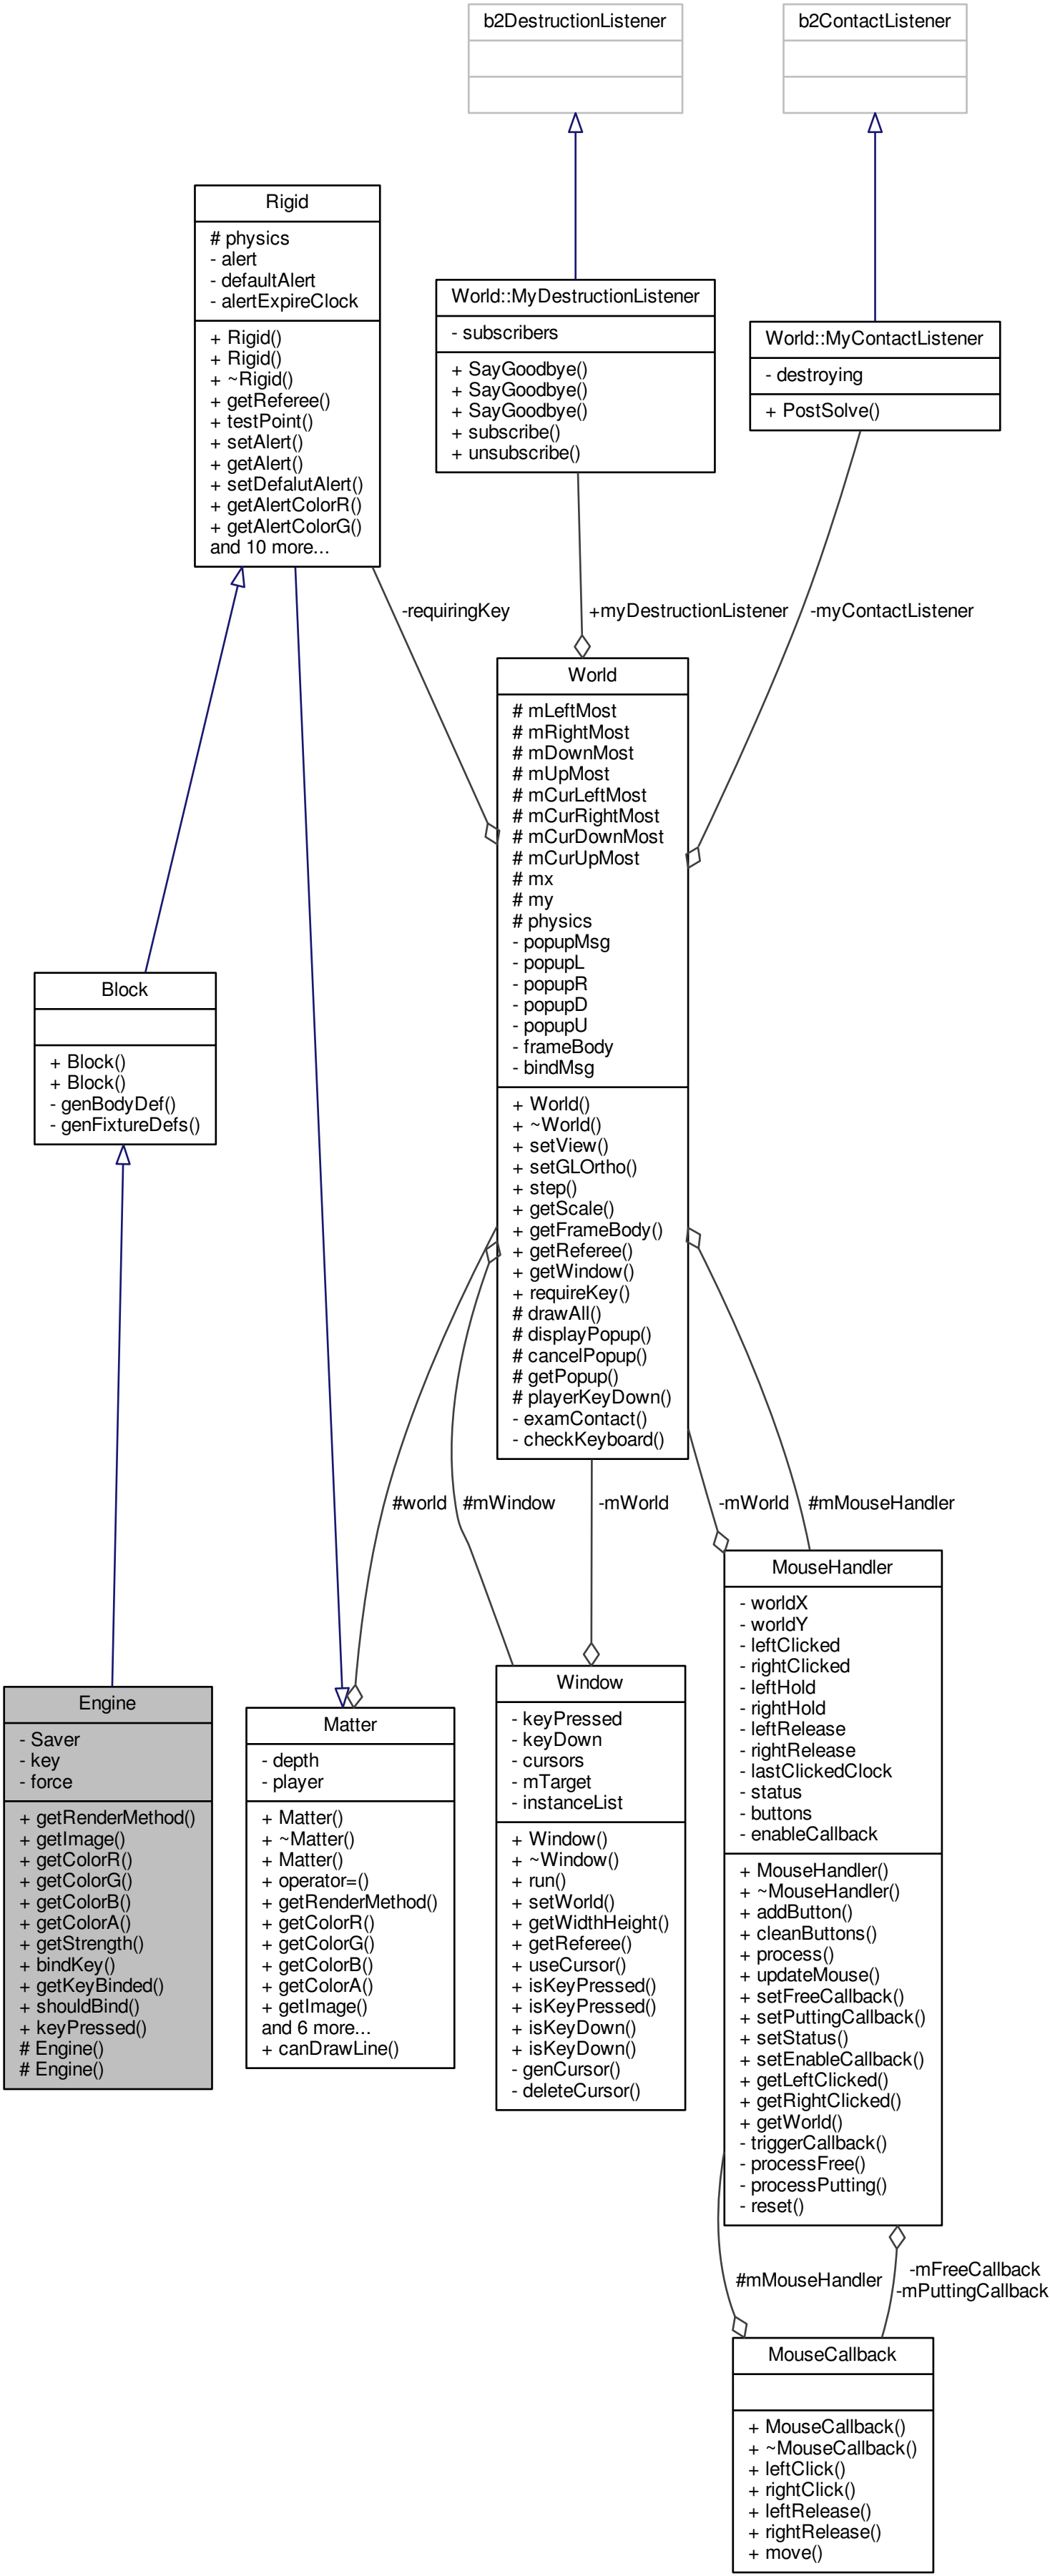 b2DestructionListener
b2ContactListener
Rigid
# physics
- alert
- defaultAlert
- alertExpireClock
+ Rigid()
+ Rigid()
+ ~Rigid()
+ getReferee()
+ testPoint()
+ setAlert()
+ getAlert()
+ setDefalutAlert()
+ getAlertColorR()
+ getAlertColorG()
and 10 more...
World::MyDestructionListener
- subscribers
+ SayGoodbye()
+ SayGoodbye()
+ SayGoodbye()
+ subscribe()
+ unsubscribe()
World::MyContactListener
- destroying
+ PostSolve()
-requiringKey
+myDestructionListener
-myContactListener
World
# mLeftMost
# mRightMost
# mDownMost
# mUpMost
# mCurLeftMost
# mCurRightMost
# mCurDownMost
# mCurUpMost
# mx
# my
# physics
- popupMsg
- popupL
- popupR
- popupD
- popupU
- frameBody
- bindMsg
+ World()
+ ~World()
+ setView()
+ setGLOrtho()
+ step()
+ getScale()
+ getFrameBody()
+ getReferee()
+ getWindow()
+ requireKey()
# drawAll()
# displayPopup()
# cancelPopup()
# getPopup()
# playerKeyDown()
- examContact()
- checkKeyboard()
Block
+ Block()
+ Block()
- genBodyDef()
- genFixtureDefs()
#world
#mWindow
-mWorld
-mWorld
#mMouseHandler
Engine
- Saver
- key
- force
+ getRenderMethod()
+ getImage()
+ getColorR()
+ getColorG()
+ getColorB()
+ getColorA()
+ getStrength()
+ bindKey()
+ getKeyBinded()
+ shouldBind()
+ keyPressed()
# Engine()
# Engine()
Matter
- depth
- player
+ Matter()
+ ~Matter()
+ Matter()
+ operator=()
+ getRenderMethod()
+ getColorR()
+ getColorG()
+ getColorB()
+ getColorA()
+ getImage()
and 6 more...
+ canDrawLine()
Window
- keyPressed
- keyDown
- cursors
- mTarget
- instanceList
+ Window()
+ ~Window()
+ run()
+ setWorld()
+ getWidthHeight()
+ getReferee()
+ useCursor()
+ isKeyPressed()
+ isKeyPressed()
+ isKeyDown()
+ isKeyDown()
- genCursor()
- deleteCursor()
MouseHandler
- worldX
- worldY
- leftClicked
- rightClicked
- leftHold
- rightHold
- leftRelease
- rightRelease
- lastClickedClock
- status
- buttons
- enableCallback
+ MouseHandler()
+ ~MouseHandler()
+ addButton()
+ cleanButtons()
+ process()
+ updateMouse()
+ setFreeCallback()
+ setPuttingCallback()
+ setStatus()
+ setEnableCallback()
+ getLeftClicked()
+ getRightClicked()
+ getWorld()
- triggerCallback()
- processFree()
- processPutting()
- reset()
#mMouseHandler
-mFreeCallback
-mPuttingCallback
MouseCallback
+ MouseCallback()
+ ~MouseCallback()
+ leftClick()
+ rightClick()
+ leftRelease()
+ rightRelease()
+ move()